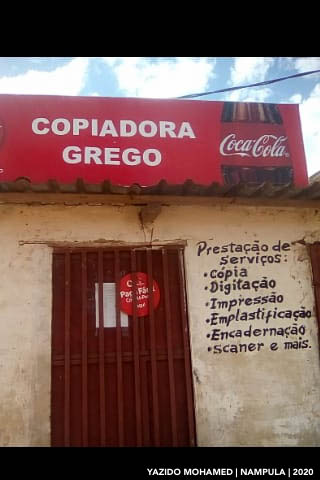 COPIADORA
GREGO
Coca-Cola
Prestação de
Serviços:
• Cópia
• Digitação
• Impressão
• Emplastificação
• Encadernação
• Scaner e mais.
YAZIDO MOHAMED | NAMPULA | 2020